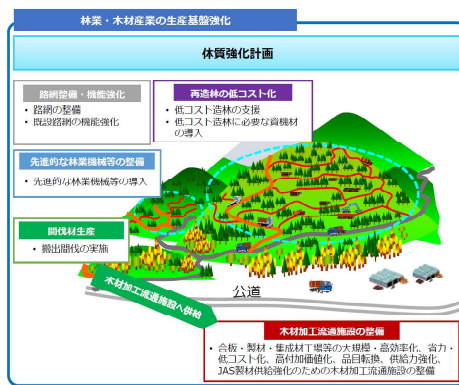 林業・木材産業の生産基盤強化
体質強化計画
路網整備・機能強化
・ 路網の整備
・ 既設路網の機能強化
再造林の低コスト化
・ 低コスト造林の支援
・ 低コスト造林に必要な資機材
の導入
先進的な林業機械等の整備
・ 先進的な林業機械等の導入
間伐材生産
・ 搬出間伐の実施
木材加工流通施設へ供給
公道
木材加工流通施設の整備
・ 合板・製材・集成材工場等の大規模・高効率化、省力・
低コスト化、高付加価値化、品目転換、供給力強化、
JAS製材供給強化のための木材加工流通施設の整備